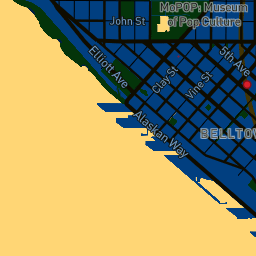 MoPOP: Museum
of Pop Culture
John St
5th Ave
Elliott Ave
Clay St
Vine St
Alaskan Way
BELLTOW